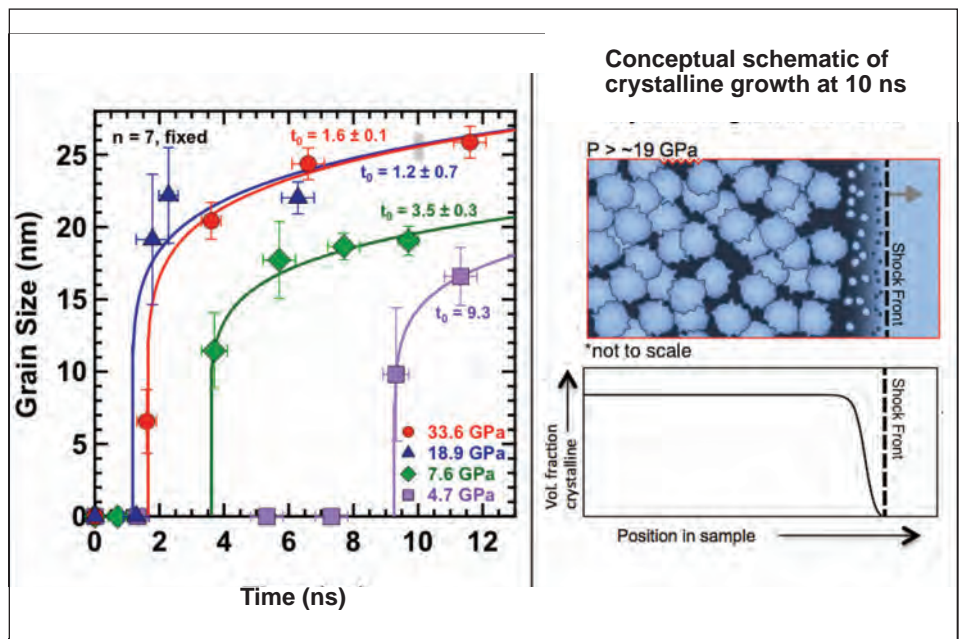 Conceptual schematic of
crystalline growth at 10 ns
n = 7, fixed
t0 = 1.6 ± 0.1
t0 = 1.2 ± 0.7
t0 = 3.5 ± 0.3
t0 = 9.3
33.6 GPa
18.9 GPa
7.6 GPa
4.7 GPa
Grain Size (nm)
25
20
15
10
5
0
0 2 4 6 8 10 12
Time (ns)
P > ~19 GPa
Shock Front
*not to scale
Vol. fraction
crystalline
Shock Front
Position in sample